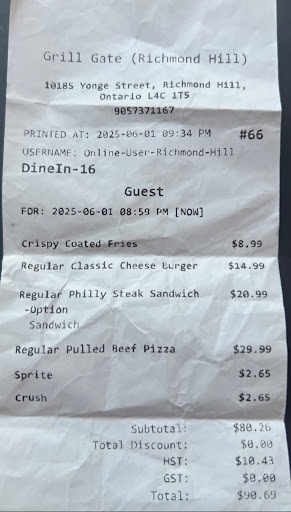 Grill Gate (Richmond Hill)
10185 Yonge Street, Richmond Hill,
Ontario L4C 1T5
9057371167
PRINTED AT: 2025-06-01 09:34 PM #66
USERNAME: Online-User-Richmond-Hill
DineIn-16
Guest
FOR: 2025-06-01 08:59 PM [NOW]
Crispy Coated Fries $8.99
Regular Classic Cheese Burger $14.99
Regular Philly Steak Sandwich $20.99
-Option
Sandwich
Regular Pulled Beef Pizza $29.99
Sprite $2.65
Crush $2.65
Subtotal: $80.26
Total Discount: $0.00
HST: $10.43
GST: $0.00
Total: $90.69